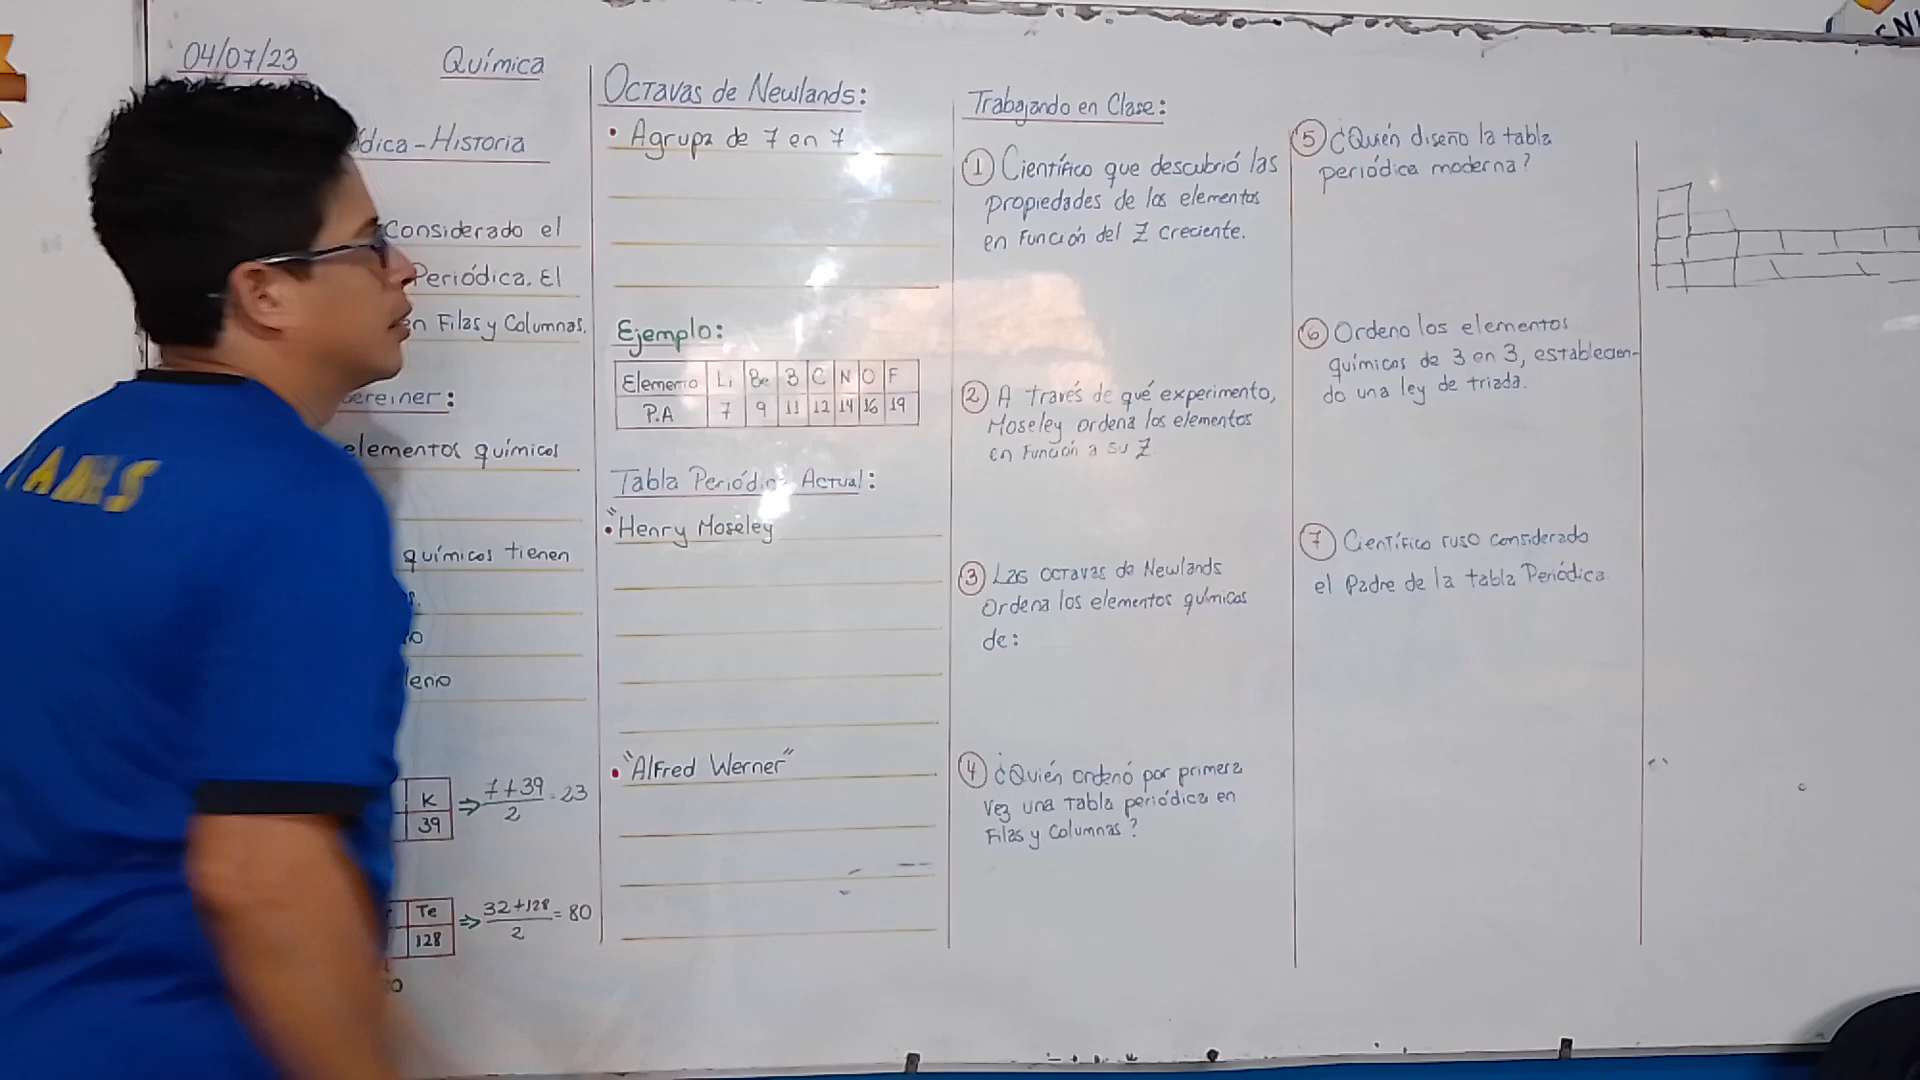 04/07/23
Química
ódica - Historia
Considerado el
Periódica. El
en Filas y Columnas.
ereiner:
elementos químicos
químicos tienen
s.
io
lenio
K
39
⇒ 7+39 = 23
2
Te
128
⇒ 32+128 = 80
2
Octavas de Newlands:
• Agrupa de 7 en 7
Ejemplo:
Elemento Li Be B C N O F
P.A 7 9 11 12 14 16 19
Tabla Periódica Actual:
• "Henry Moseley
• "Alfred Werner"
Trabajando en Clase:
① Científico que descubrió las
propiedades de los elementos
en función del Z creciente.
② A través de qué experimento,
Moseley ordena los elementos
en función a su Z.
③ Las octavas de Newlands
Ordena los elementos químicos
de:
④ ¿Quién ordenó por primera
vez una tabla periódica en
Filas y Columnas?
⑤ ¿Quién diseño la tabla
periódica moderna?
⑥ Ordeno los elementos
químicos de 3 en 3, establecien-
do una ley de triada.
⑦ Científico ruso considerado
el Padre de la tabla Periódica